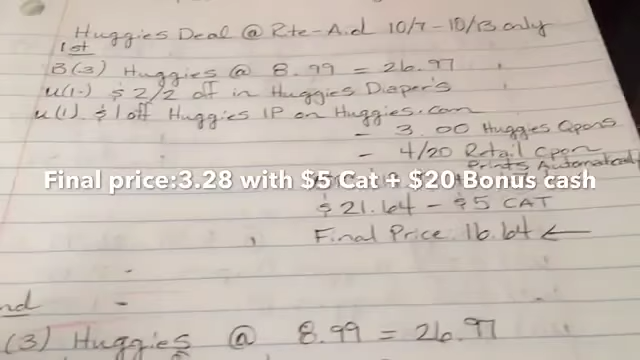 Huggies Deal @ Rte-Aid 10/7-10/13 only
1st
B(3) Huggies @ 8.99 = 26.97
u(1) $2/2 off in Huggies Diaper's
u(1) $1 off Huggies IP on Huggies.com
- 3.00 Huggies Cpons
- 4/20 Retail Cpon
Prints Automatically
Final price:3.28 with $5 Cat + $20 Bonus cash
$21.64 - $5 CAT
Final Price 16.64 ←
nd
(3) Huggies @ 8.99 = 26.97